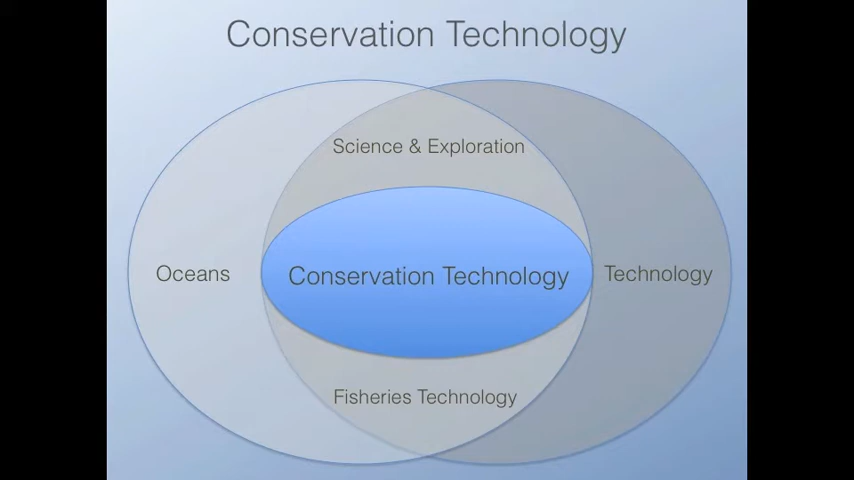 Conservation Technology
Science & Exploration
Oceans
Conservation Technology
Technology
Fisheries Technology